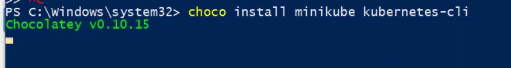 PS C:\Windows\system32> choco install minikube kubernetes-cli
Chocolatey v0.10.15